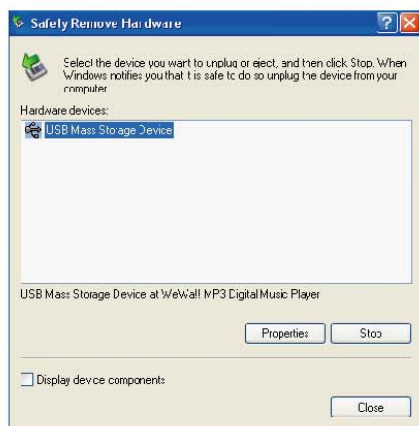 Safely Remove Hardware
Select the device you want to unplug or eject, and then click Stop. When
Windows notifies you that it is safe to do so unplug the device from your
computer
Hardware devices:
USB Mass Storage Device
USB Mass Storage Device at WeWa!! MP3 Digital Music Player
Properties
Stop
Display device components
Close